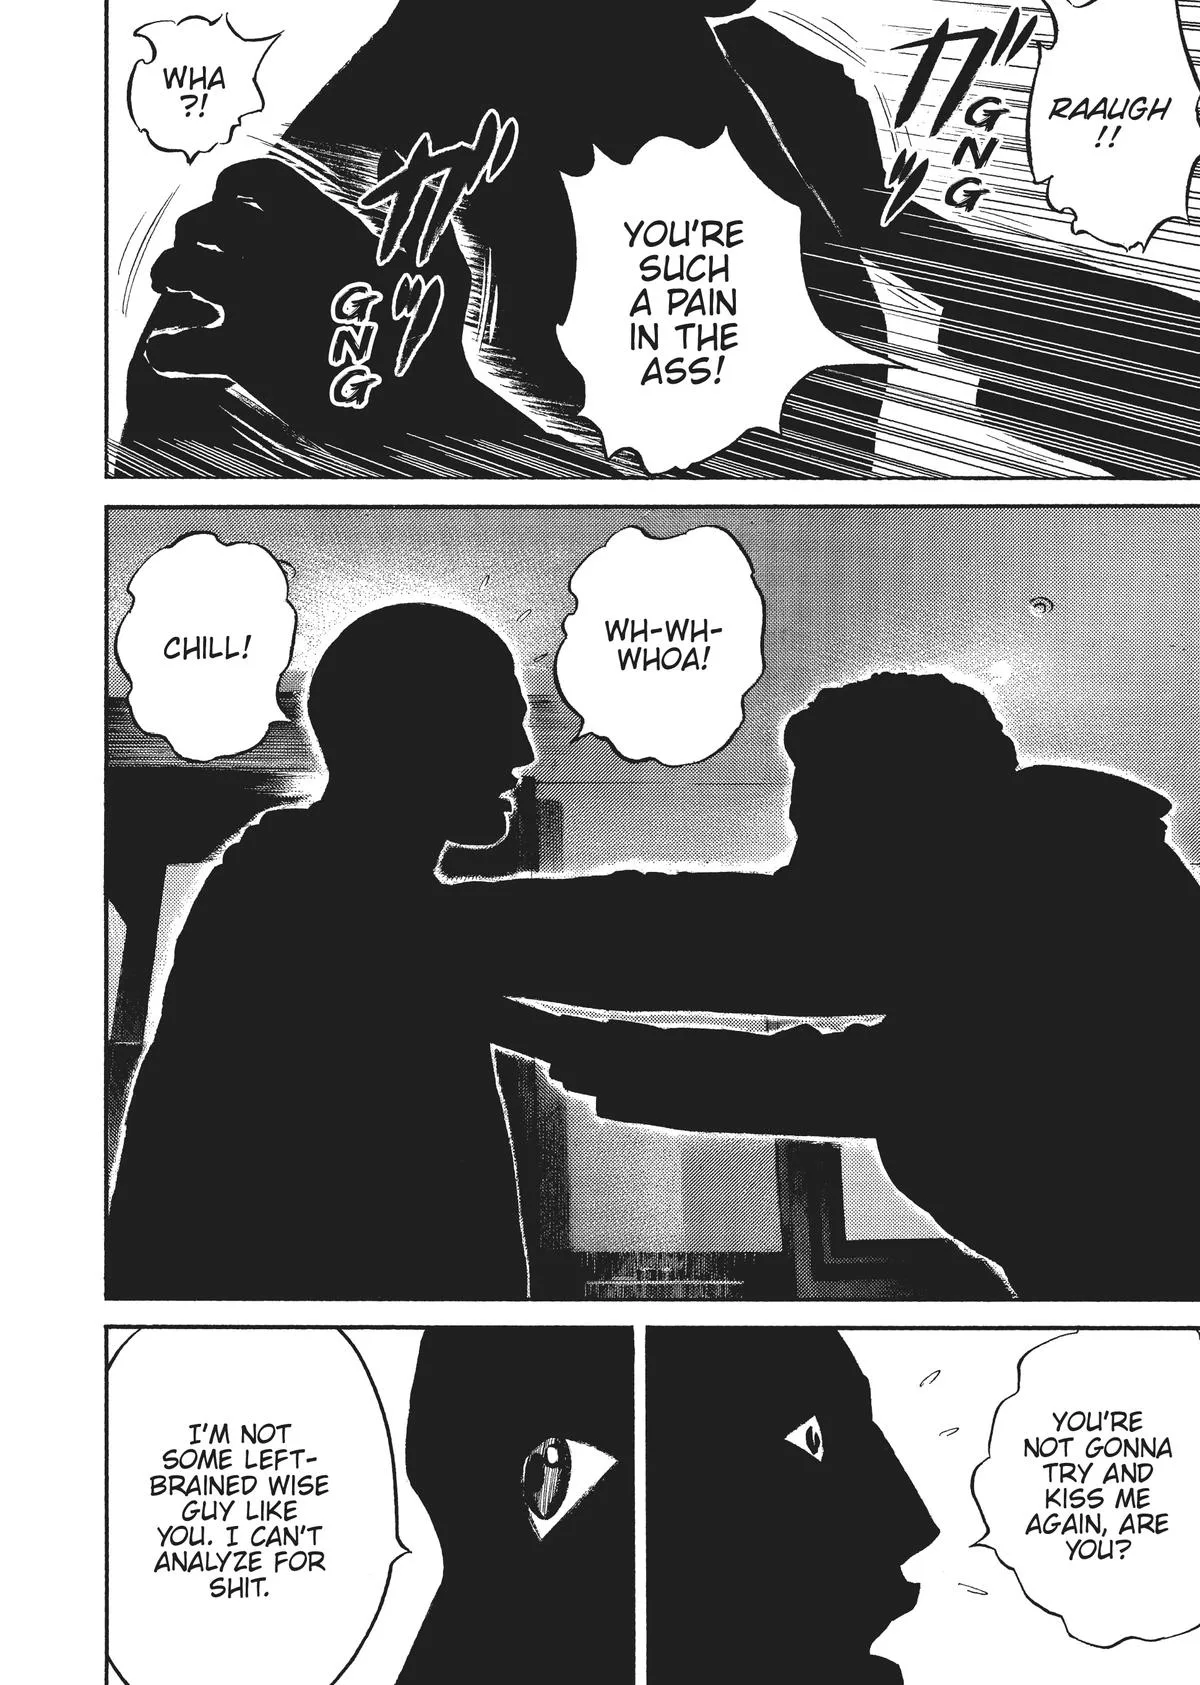 RAAUGH
!!
ガッ
GNG
YOU'RE
SUCH
A PAIN
IN THE
ASS!
ガッ
GNG
WHA
?!
WH-WH-
WHOA!
CHILL!
YOU'RE
NOT GONNA
TRY AND
KISS ME
AGAIN, ARE
YOU?
I'M NOT
SOME LEFT-
BRAINED WISE
GUY LIKE
YOU. I CAN'T
ANALYZE FOR
SHIT.